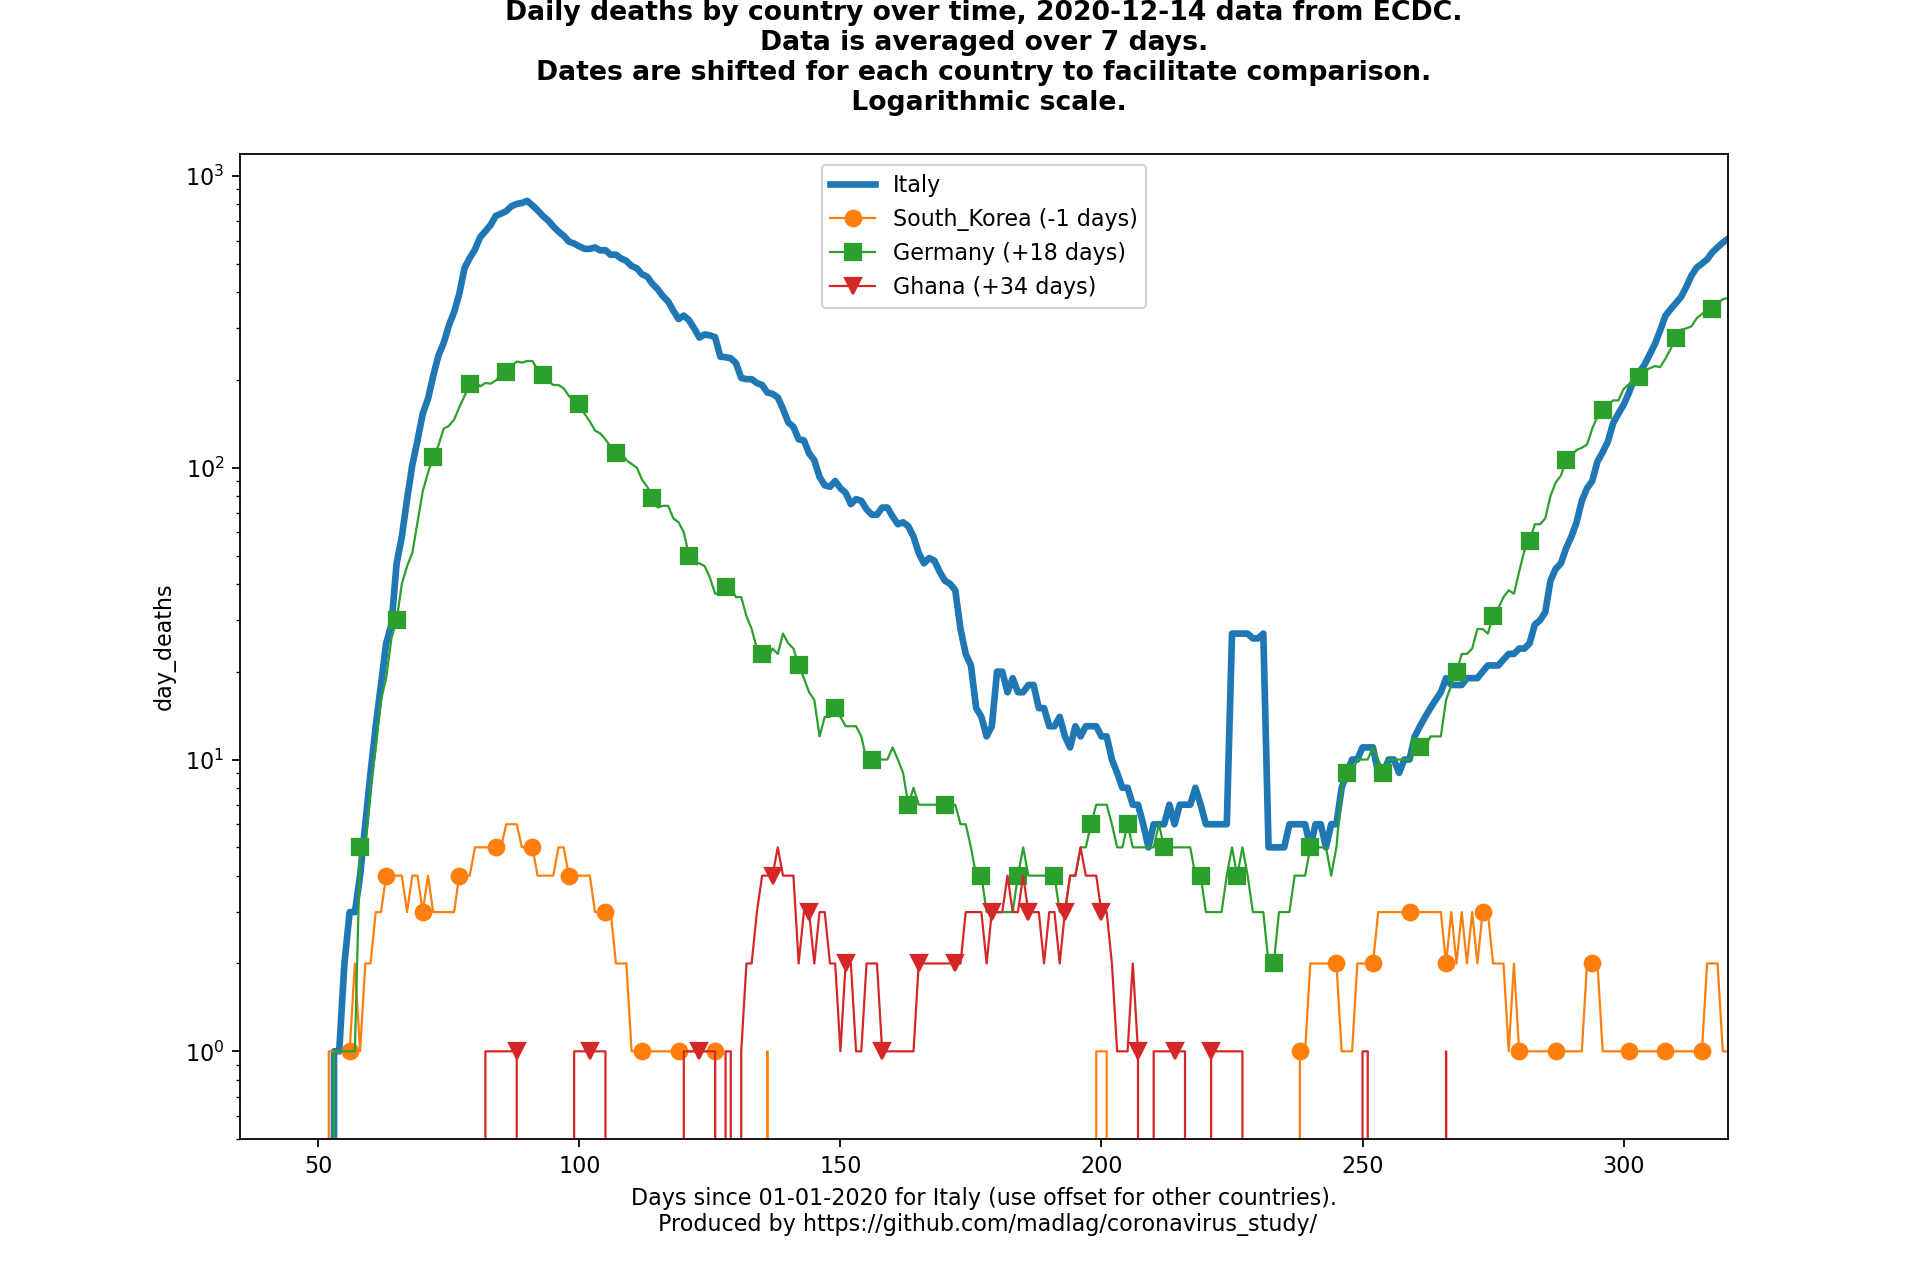 Daily deaths by country over time, 2020-12-14 data from ECDC.
Data is averaged over 7 days.
Dates are shifted for each country to facilitate comparison.
Logarithmic scale.
Italy
South_Korea (-1 days)
Germany (+18 days)
Ghana (+34 days)
10³
10²
10¹
10⁰
day_deaths
50 100 150 200 250 300
Days since 01-01-2020 for Italy (use offset for other countries).
Produced by https://github.com/madlag/coronavirus_study/